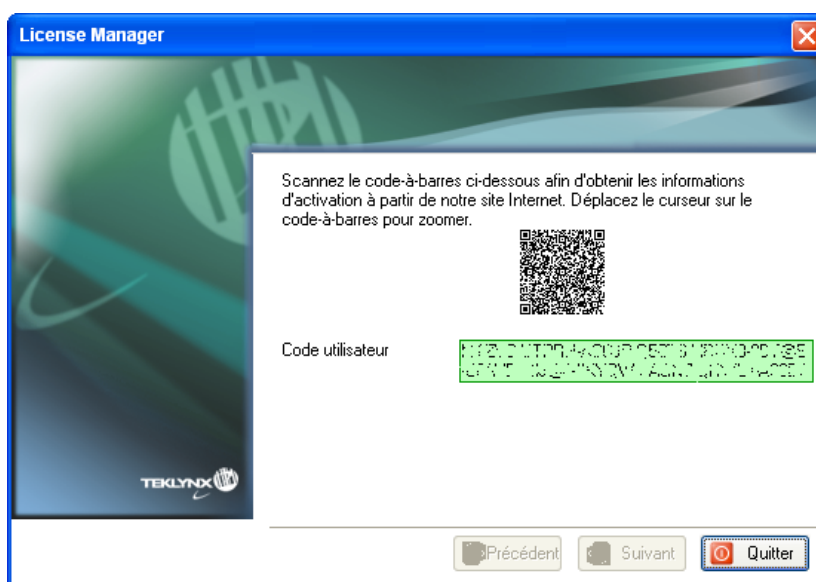 License Manager
Scannez le code-à-barres ci-dessous afin d'obtenir les informations
d'activation à partir de notre site Internet. Déplacez le curseur sur le
code-à-barres pour zoomer.
Code utilisateur
TEKLYNX
Précédent
Suivant
Quitter